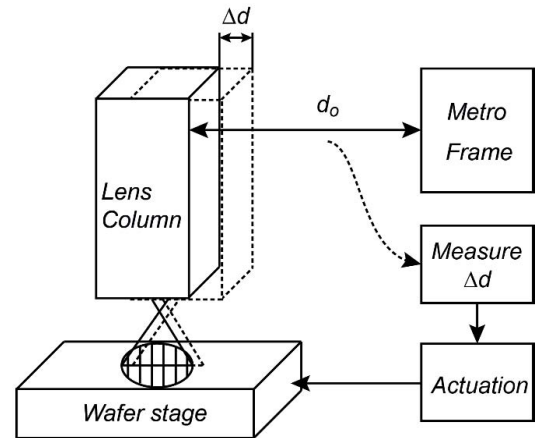 Δd
d₀
Metro
Frame
Lens
Column
Measure
Δd
Actuation
Wafer stage